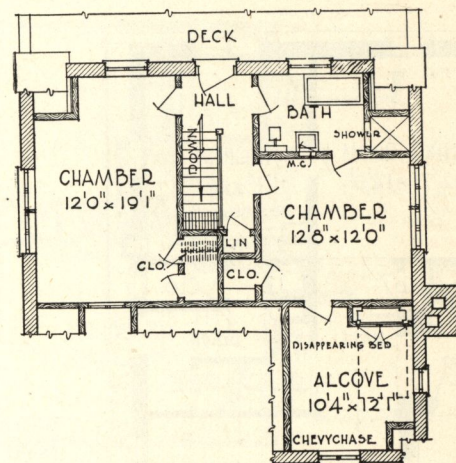 DECK
HALL
BATH
SHOWER
DOWN
M.C.
CHAMBER
12'0" x 19'1"
CHAMBER
12'8" x 12'0"
LIN
CLO.
CLO.
DISAPPEARING BED
ALCOVE
10'4" x 12'1"
CHEVYCHASE